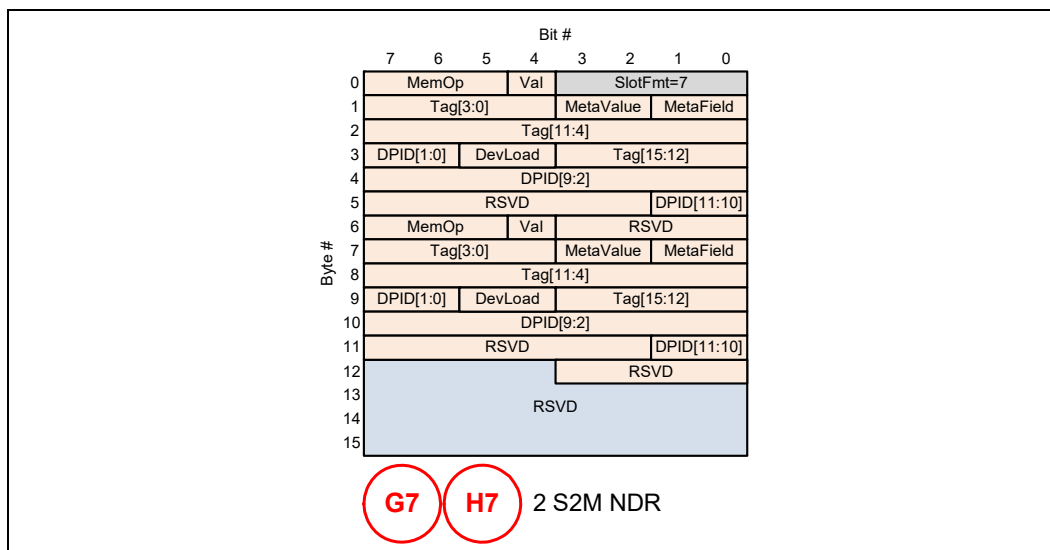 Bit #
7 6 5 4 3 2 1 0
0 MemOp Val SlotFmt=7
1 Tag[3:0] MetaValue MetaField
2 Tag[11:4]
3 DPID[1:0] DevLoad Tag[15:12]
4 DPID[9:2]
5 RSVD DPID[11:10]
6 MemOp Val RSVD
7 Tag[3:0] MetaValue MetaField
8 Tag[11:4]
9 DPID[1:0] DevLoad Tag[15:12]
10 DPID[9:2]
11 RSVD DPID[11:10]
12 RSVD
13
RSVD
14
15
Byte #
G7 H7 2 S2M NDR